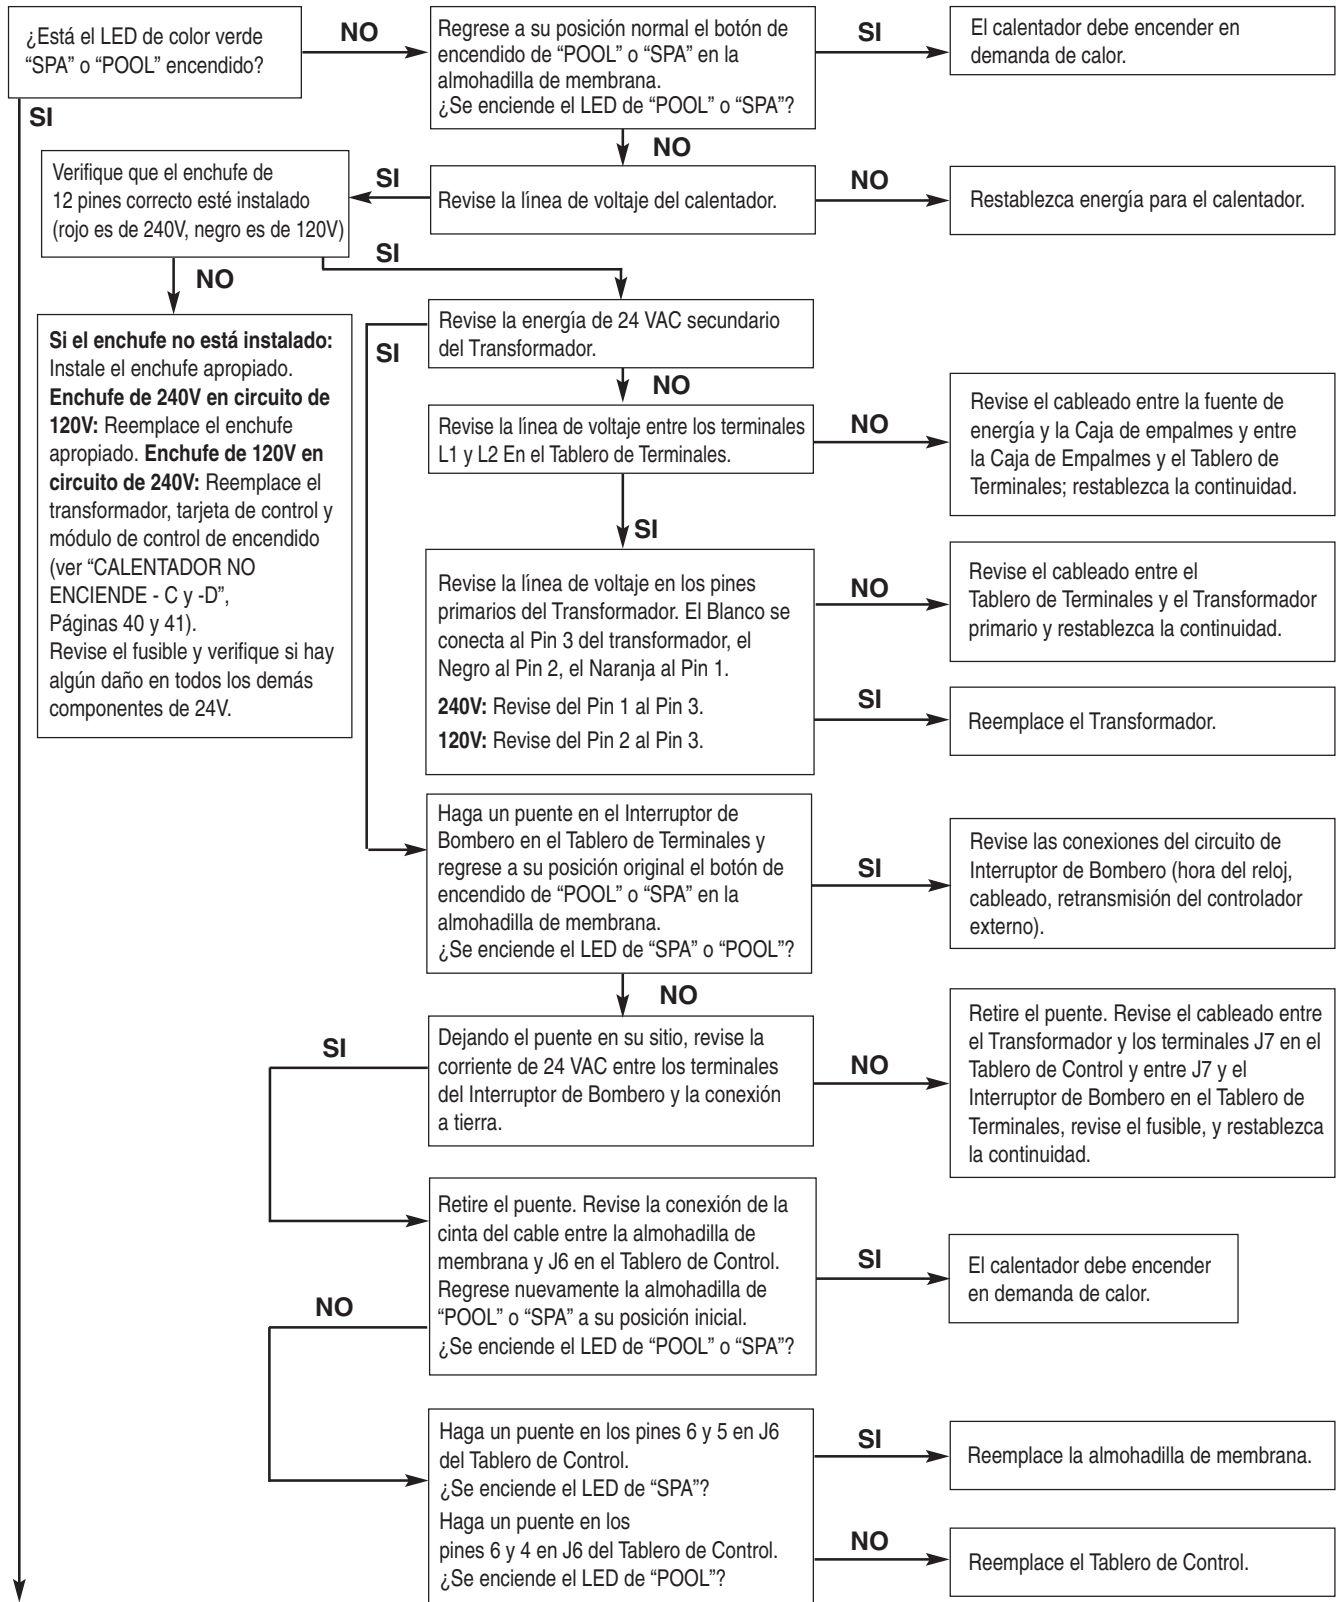 ¿Está el LED de color verde
“SPA” o “POOL” encendido?
NO
Regrese a su posición normal el botón de
encendido de “POOL” o “SPA” en la
almohadilla de membrana.
¿Se enciende el LED de “POOL” o “SPA”?
SI
El calentador debe encender en
demanda de calor.
SI
NO
Verifique que el enchufe de
12 pines correcto esté instalado
(rojo es de 240V, negro es de 120V)
SI
Revise la línea de voltaje del calentador.
NO
Restablezca energía para el calentador.
SI
NO
Si el enchufe no está instalado:
Instale el enchufe apropiado.
Enchufe de 240V en circuito de
120V: Reemplace el enchufe
apropiado. Enchufe de 120V en
circuito de 240V: Reemplace el
transformador, tarjeta de control y
módulo de control de encendido
(ver “CALENTADOR NO
ENCIENDE - C y -D”,
Páginas 40 y 41).
Revise el fusible y verifique si hay
algún daño en todos los demás
componentes de 24V.
SI
Revise la energía de 24 VAC secundario
del Transformador.
NO
Revise la línea de voltaje entre los terminales
L1 y L2 En el Tablero de Terminales.
NO
Revise el cableado entre la fuente de
energía y la Caja de empalmes y entre
la Caja de Empalmes y el Tablero de
Terminales; restablezca la continuidad.
SI
Revise la línea de voltaje en los pines
primarios del Transformador. El Blanco se
conecta al Pin 3 del transformador, el
Negro al Pin 2, el Naranja al Pin 1.
240V: Revise del Pin 1 al Pin 3.
120V: Revise del Pin 2 al Pin 3.
NO
Revise el cableado entre el
Tablero de Terminales y el Transformador
primario y restablezca la continuidad.
SI
Reemplace el Transformador.
Haga un puente en el Interruptor de
Bombero en el Tablero de Terminales y
regrese a su posición original el botón de
encendido de “POOL” o “SPA” en la
almohadilla de membrana.
¿Se enciende el LED de “SPA” o “POOL”?
SI
Revise las conexiones del circuito de
Interruptor de Bombero (hora del reloj,
cableado, retransmisión del controlador
externo).
NO
SI
Dejando el puente en su sitio, revise la
corriente de 24 VAC entre los terminales
del Interruptor de Bombero y la conexión
a tierra.
NO
Retire el puente. Revise el cableado entre
el Transformador y los terminales J7 en el
Tablero de Control y entre J7 y el
Interruptor de Bombero en el Tablero de
Terminales, revise el fusible, y restablezca
la continuidad.
Retire el puente. Revise la conexión de la
cinta del cable entre la almohadilla de
membrana y J6 en el Tablero de Control.
Regrese nuevamente la almohadilla de
“POOL” o “SPA” a su posición inicial.
¿Se enciende el LED de “POOL” o “SPA”?
SI
El calentador debe encender
en demanda de calor.
NO
Haga un puente en los pines 6 y 5 en J6
del Tablero de Control.
¿Se enciende el LED de “SPA”?
Haga un puente en los
pines 6 y 4 en J6 del Tablero de Control.
¿Se enciende el LED de “POOL”?
SI
Reemplace la almohadilla de membrana.
NO
Reemplace el Tablero de Control.